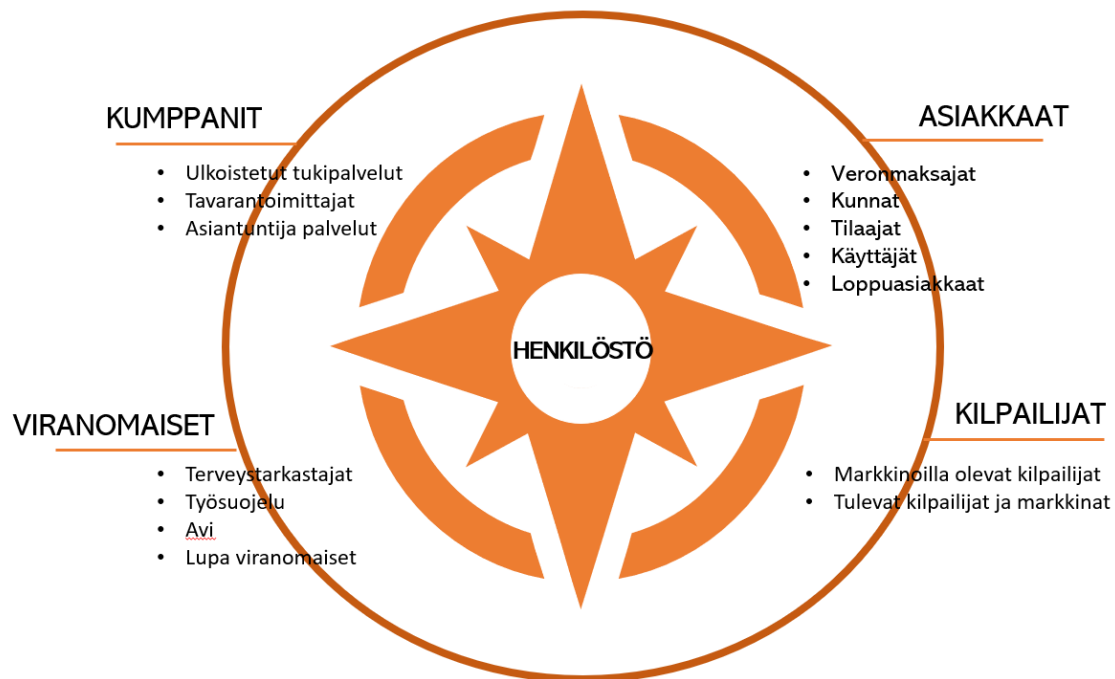 KUMPPANIT
• Ulkoistetut tukipalvelut
• Tavarantoimittajat
• Asiantuntija palvelut
ASIAKKAAT
• Veronmaksajat
• Kunnat
• Tilaajat
• Käyttäjät
• Loppuasiakkaat
HENKILÖSTÖ
VIRANOMAISET
• Terveystarkastajat
• Työsuojelu
• Avi
• Lupa viranomaiset
KILPAILIJAT
• Markkinoilla olevat kilpailijat
• Tulevat kilpailijat ja markkinat